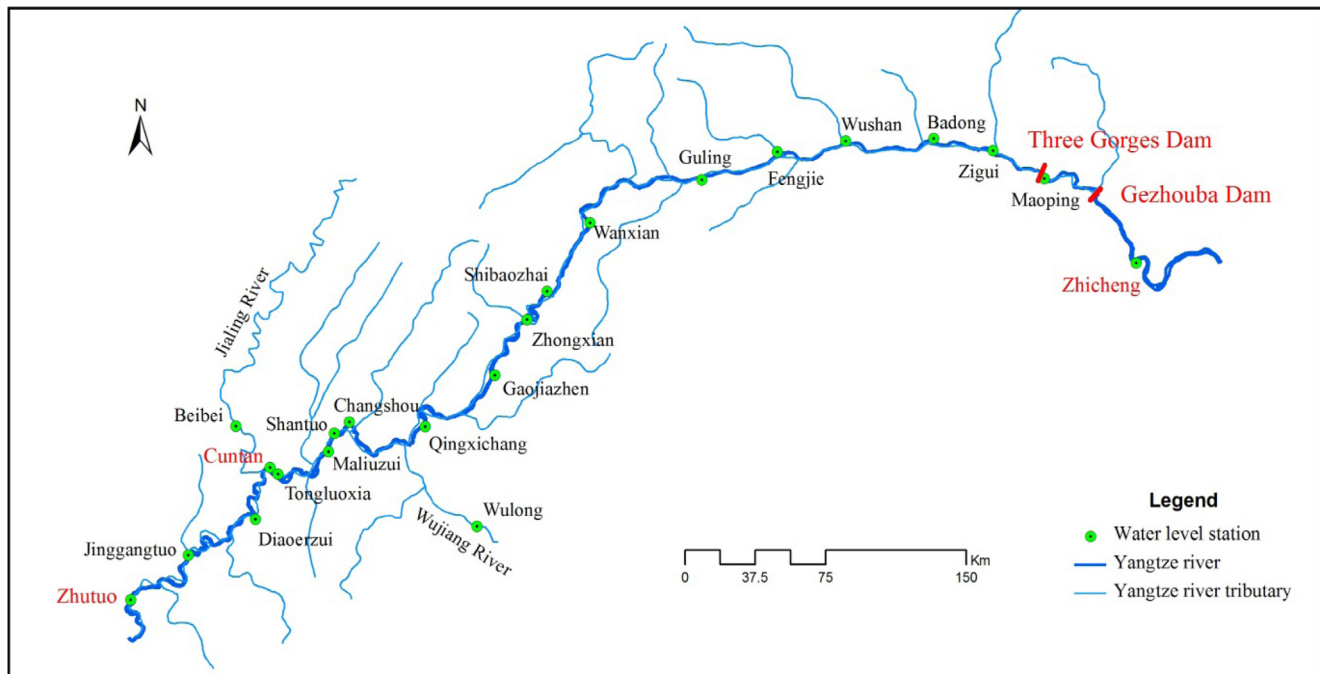 N
Wushan
Badong
Three Gorges Dam
Guling
Fengjie
Zigui
Maoping
Gezhouba Dam
Wanxian
Shibaozhai
Zhicheng
Jialing River
Zhongxian
Gaojiazhen
Beibei
Changshou
Shantuo
Qingxichang
Cuntan
Maliuzui
Tongluoxia
Wulong
Wujiang River
Diaoerzui
Jinggangtuo
Zhutuo
Legend
Water level station
Yangtze river
Yangtze river tributary
Km
0 37.5 75 150